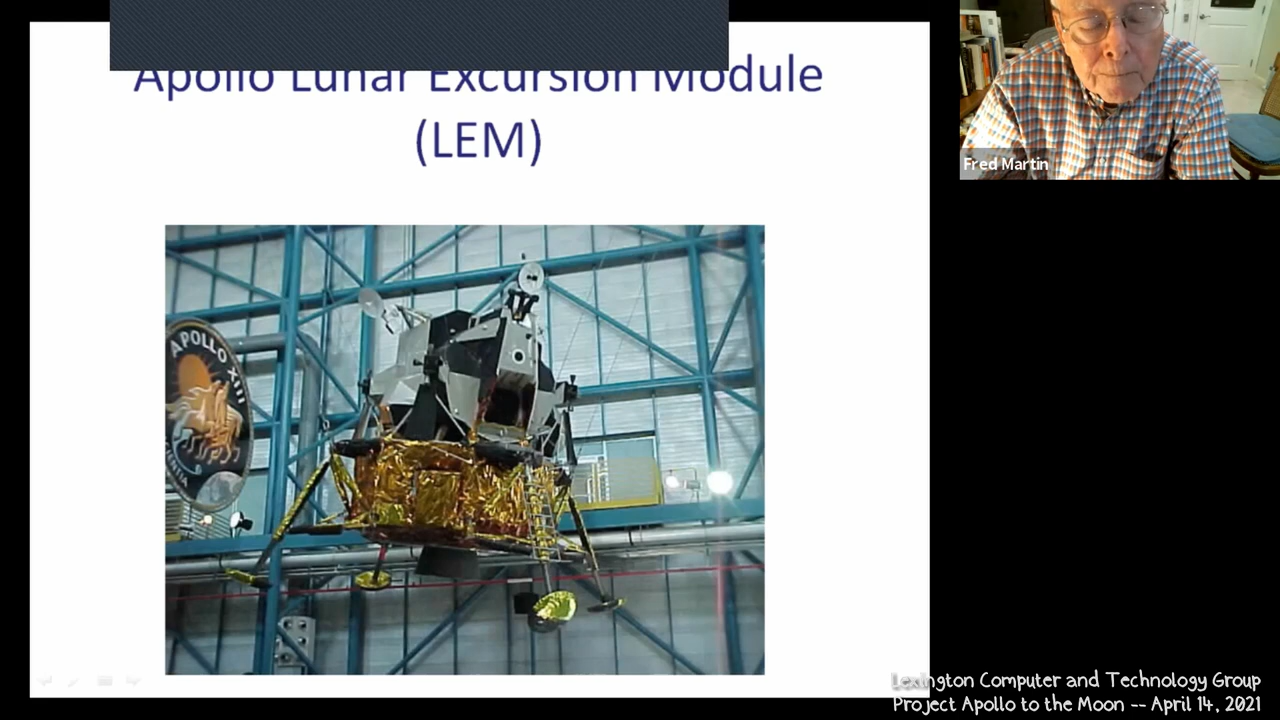 Apollo Lunar Excursion Module
(LEM)
Fred Martin
APOLLO XIII
Lexington Computer and Technology Group
Project Apollo to the Moon -- April 14, 2021